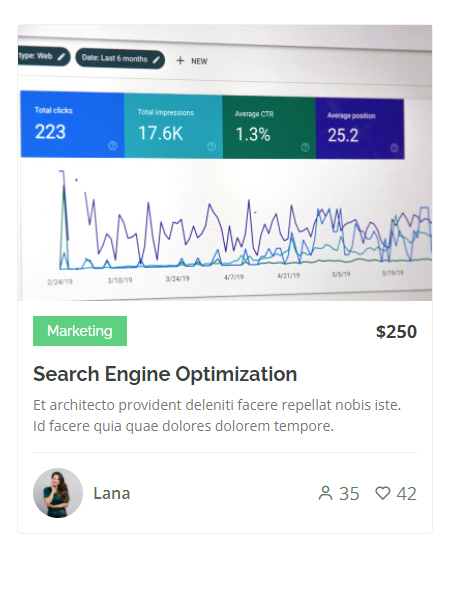 type: Web
Date: Last 6 months
+ NEW
Total clicks
223
Total impressions
17.6K
Average CTR
1.3%
Average position
25.2
2/24/19 3/10/19 3/24/19 4/7/19 4/21/19 5/5/19 5/19/19
Marketing $250
Search Engine Optimization
Et architecto provident deleniti facere repellat nobis iste.
Id facere quia quae dolores dolorem tempore.
Lana 35 42